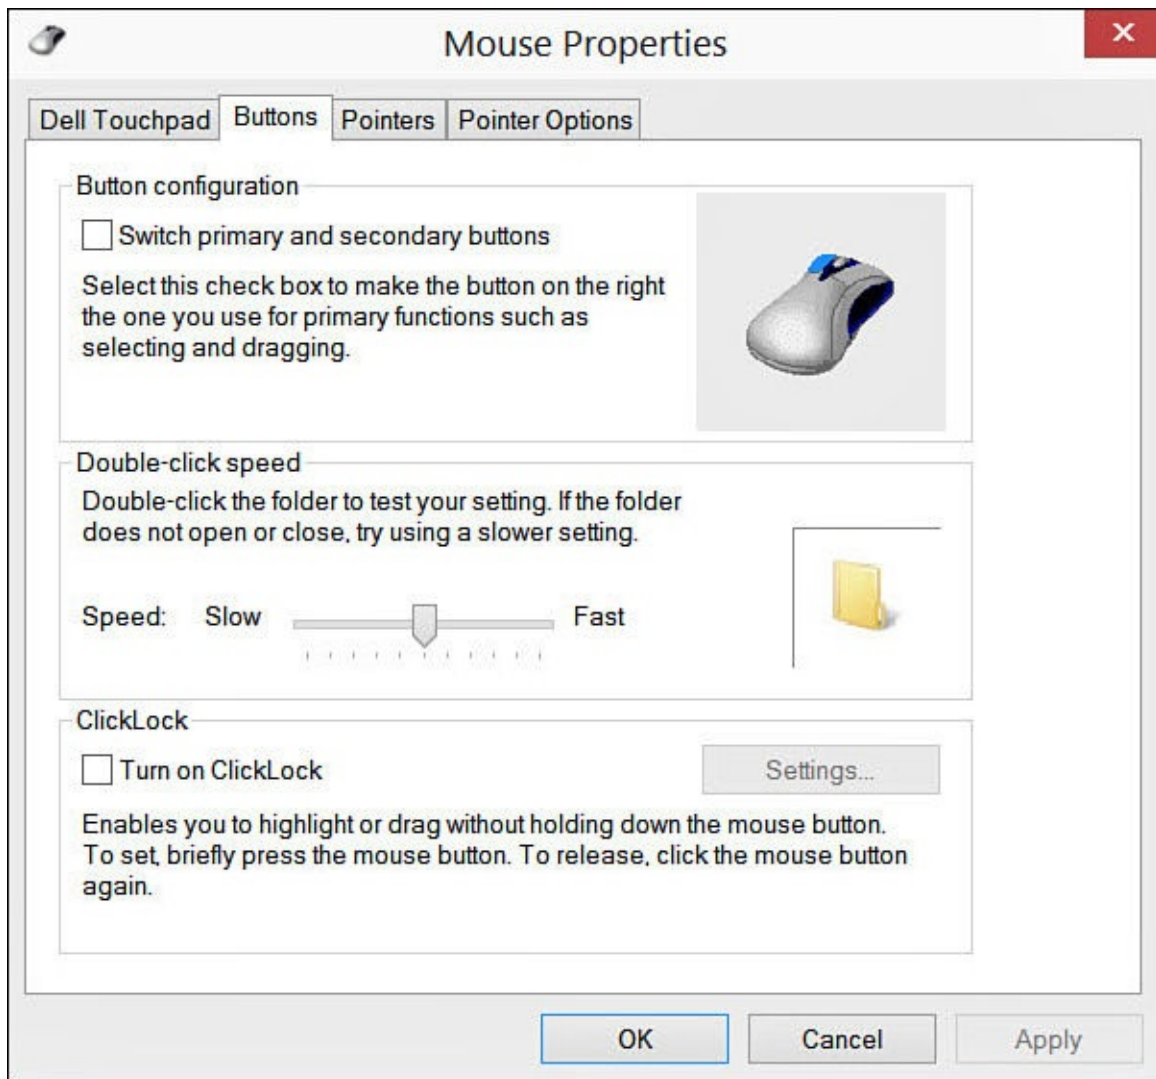 Mouse Properties
Dell Touchpad Buttons Pointers Pointer Options
Button configuration
Switch primary and secondary buttons
Select this check box to make the button on the right
the one you use for primary functions such as
selecting and dragging.
Double-click speed
Double-click the folder to test your setting. If the folder
does not open or close, try using a slower setting.
Speed: Slow Fast
ClickLock
Turn on ClickLock Settings...
Enables you to highlight or drag without holding down the mouse button.
To set, briefly press the mouse button. To release, click the mouse button
again.
OK Cancel Apply